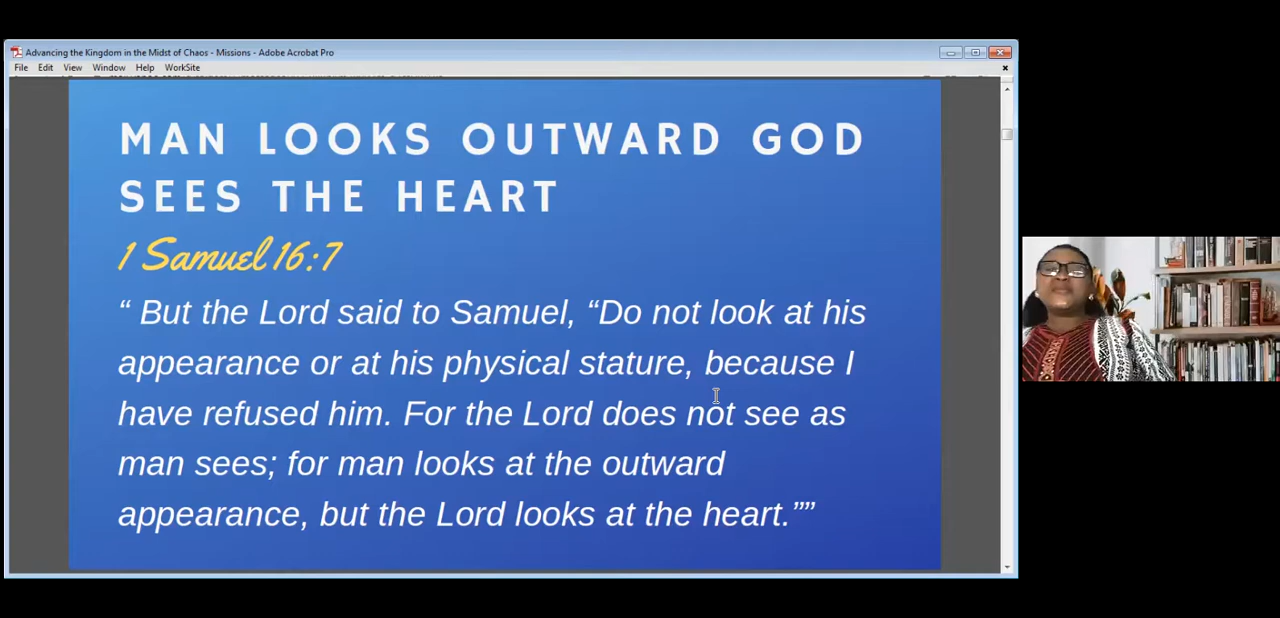 Advancing the Kingdom in the Midst of Chaos - Missions - Adobe Acrobat Pro
File Edit View Window Help WorkSite
MAN LOOKS OUTWARD GOD
SEES THE HEART
1 Samuel 16:7
“ But the Lord said to Samuel, “Do not look at his
appearance or at his physical stature, because I
have refused him. For the Lord does not see as
man sees; for man looks at the outward
appearance, but the Lord looks at the heart.””